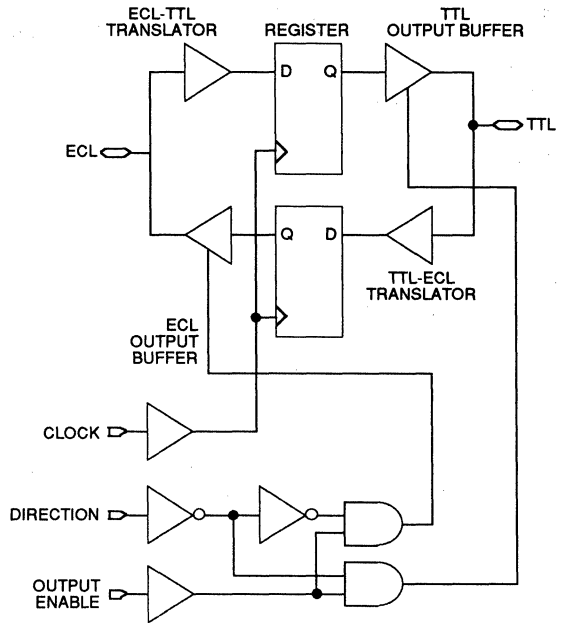 ECL-TTL
TRANSLATOR
REGISTER
TTL
OUTPUT BUFFER
D
Q
ECL
TTL
Q
D
TTL-ECL
TRANSLATOR
ECL
OUTPUT
BUFFER
CLOCK
DIRECTION
OUTPUT
ENABLE